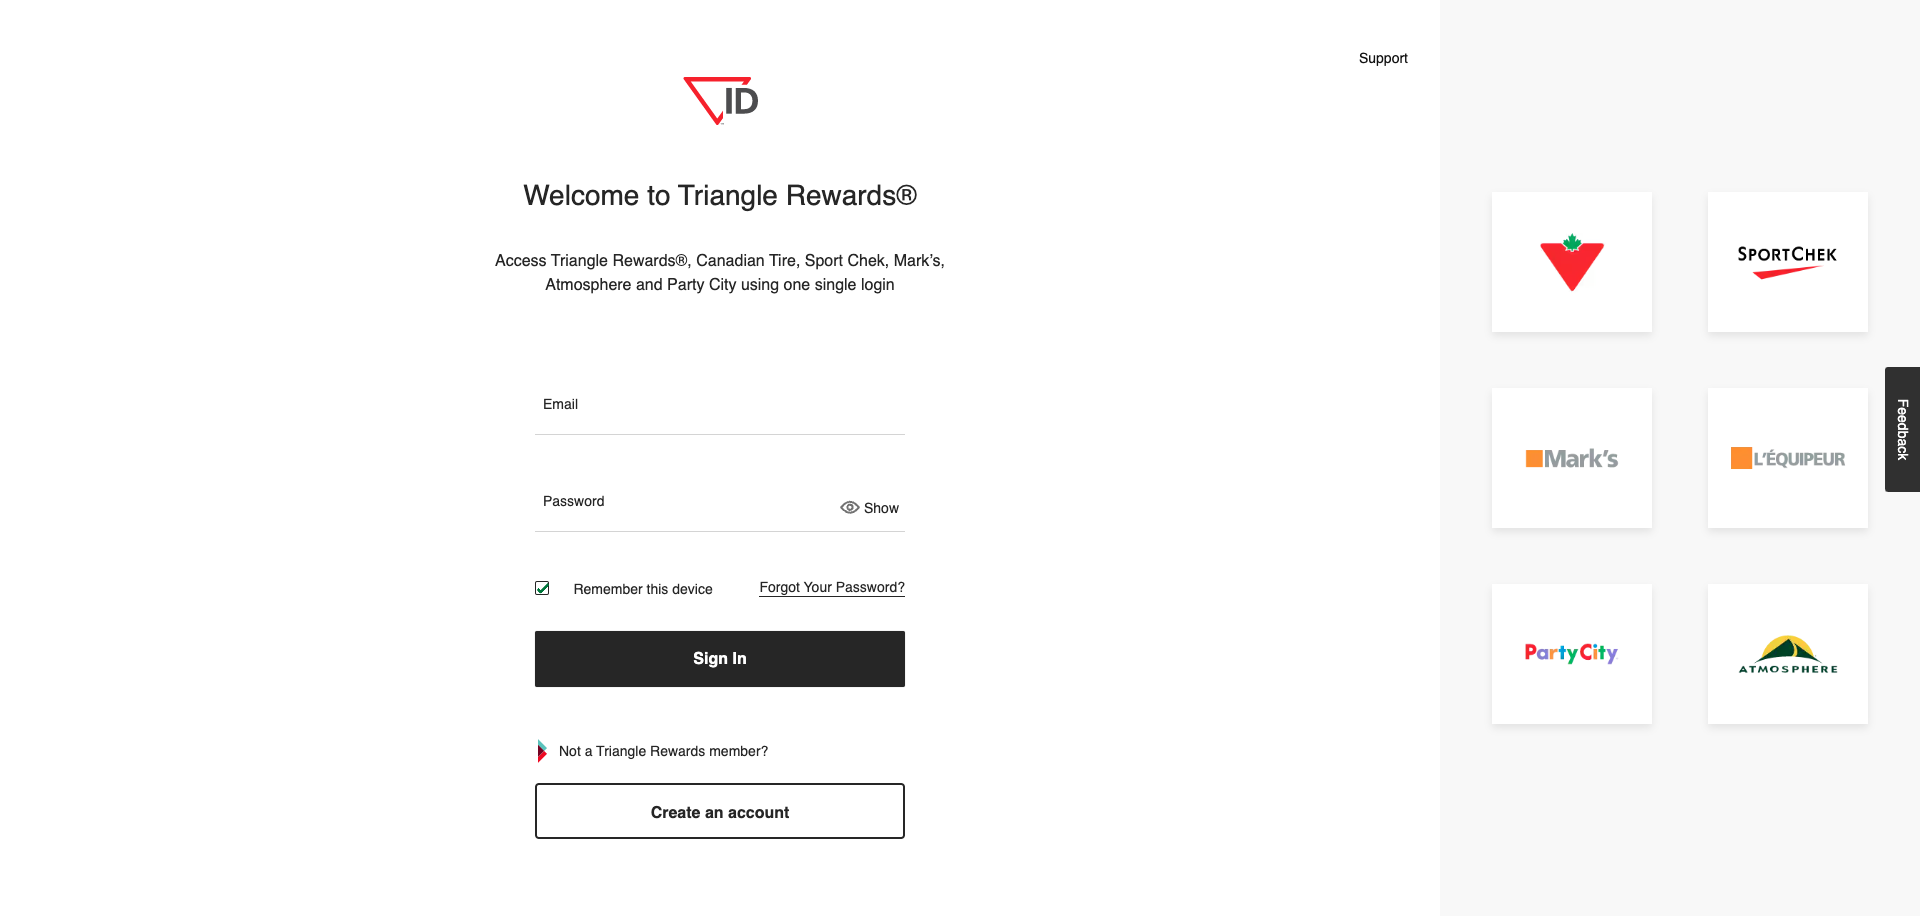 Support
ID
Welcome to Triangle Rewards®
Access Triangle Rewards®, Canadian Tire, Sport Chek, Mark’s,
Atmosphere and Party City using one single login
Email
Password
Show
Remember this device
Forgot Your Password?
Sign In
Not a Triangle Rewards member?
Create an account
SPORTCHEK
Mark’s
L’ÉQUIPEUR
PartyCity
ATMOSPHERE
Feedback